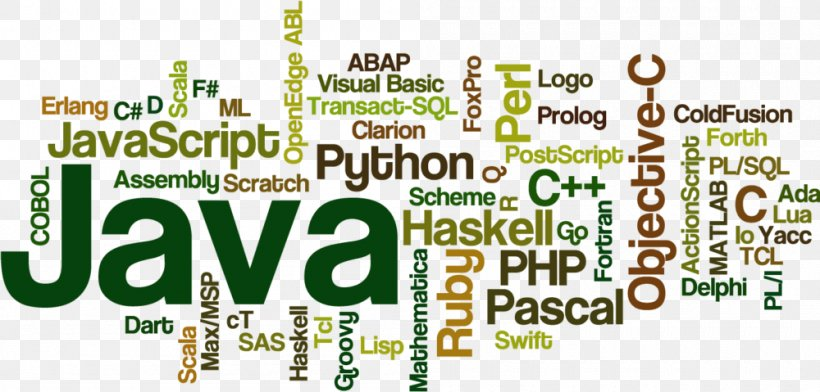 Erlang
C#
D
Scala
F#
ML
OpenEdge ABL
ABAP
Visual Basic
Transact-SQL
Clarion
FoxPro
Perl
Logo
Prolog
Objective-C
ColdFusion
Forth
JavaScript
Python
Q
PostScript
PL/SQL
COBOL
Assembly
Scratch
Scheme
R
C++
ActionScript
MATLAB
C
Ada
Lua
Java
Haskell
Go
Fortran
Io
Yacc
TCL
Mathematica
Ruby
PHP
Pascal
Delphi
PL/I
Dart
Scala
Max/MSP
cT
SAS
Haskell
Tcl
Groovy
Lisp
Swift